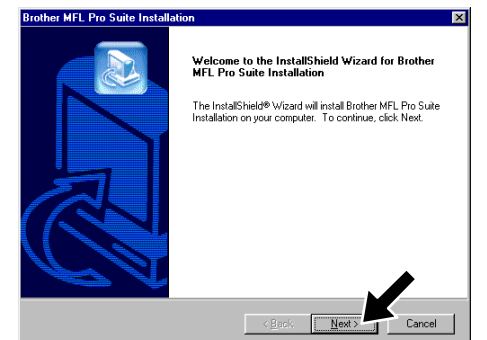 Brother MFL Pro Suite Installation
Welcome to the InstallShield Wizard for Brother
MFL Pro Suite Installation
The InstallShield® Wizard will install Brother MFL Pro Suite
Installation on your computer. To continue, click Next.
< Back
Next >
Cancel